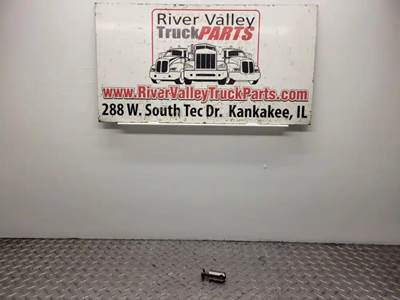 River Valley
TruckPARTS
www.RiverValleyTruckParts.com
288 W. South Tec Dr. Kankakee, IL